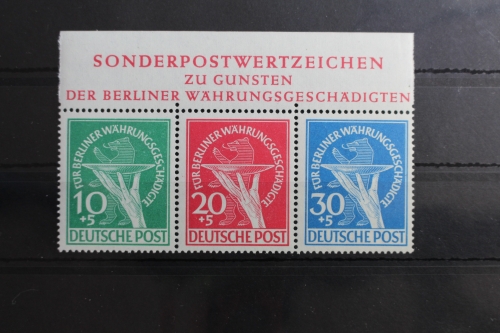 SONDERPOSTWERTZEICHEN
ZU GUNSTEN
DER BERLINER WÄHRUNGSGESCHÄDIGTEN
FÜR BERLINER WÄHRUNGSGESCHÄDIGTE
10
+5
DEUTSCHE POST
FÜR BERLINER WÄHRUNGSGESCHÄDIGTE
20
+5
DEUTSCHE POST
FÜR BERLINER WÄHRUNGSGESCHÄDIGTE
30
+5
DEUTSCHE POST